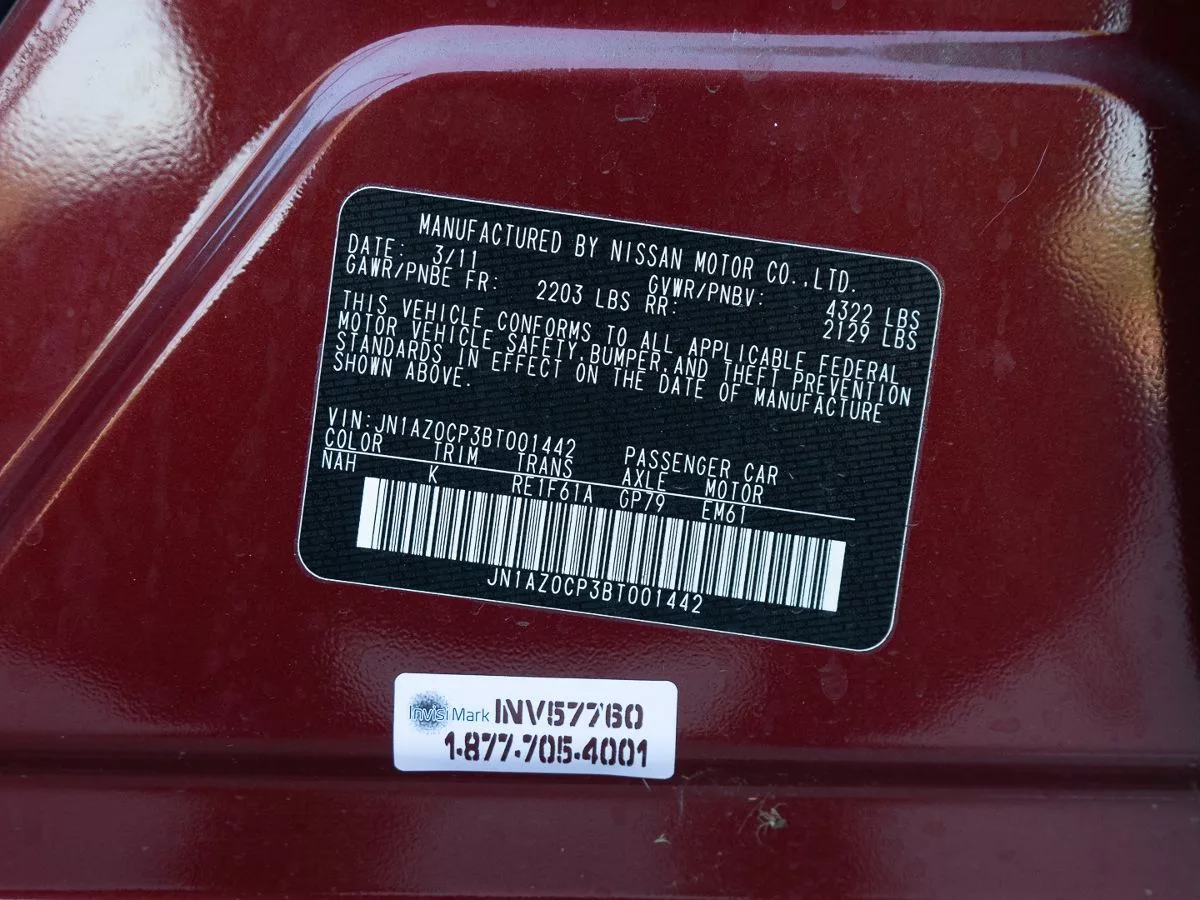 MANUFACTURED BY NISSAN MOTOR CO.,LTD.
DATE: 3/11 GVWR/PNBV: 4322 LBS
GAWR/PNBE FR: 2203 LBS RR: 2129 LBS
THIS VEHICLE CONFORMS TO ALL APPLICABLE FEDERAL
MOTOR VEHICLE SAFETY,BUMPER,AND THEFT PREVENTION
STANDARDS IN EFFECT ON THE DATE OF MANUFACTURE
SHOWN ABOVE.
VIN:JN1AZ0CP3BT001442 PASSENGER CAR
COLOR TRIM TRANS AXLE MOTOR
NAH K RE1F61A GP79 EM61
JN1AZ0CP3BT001442
InvisiMark INV57760
1-877-705-4001